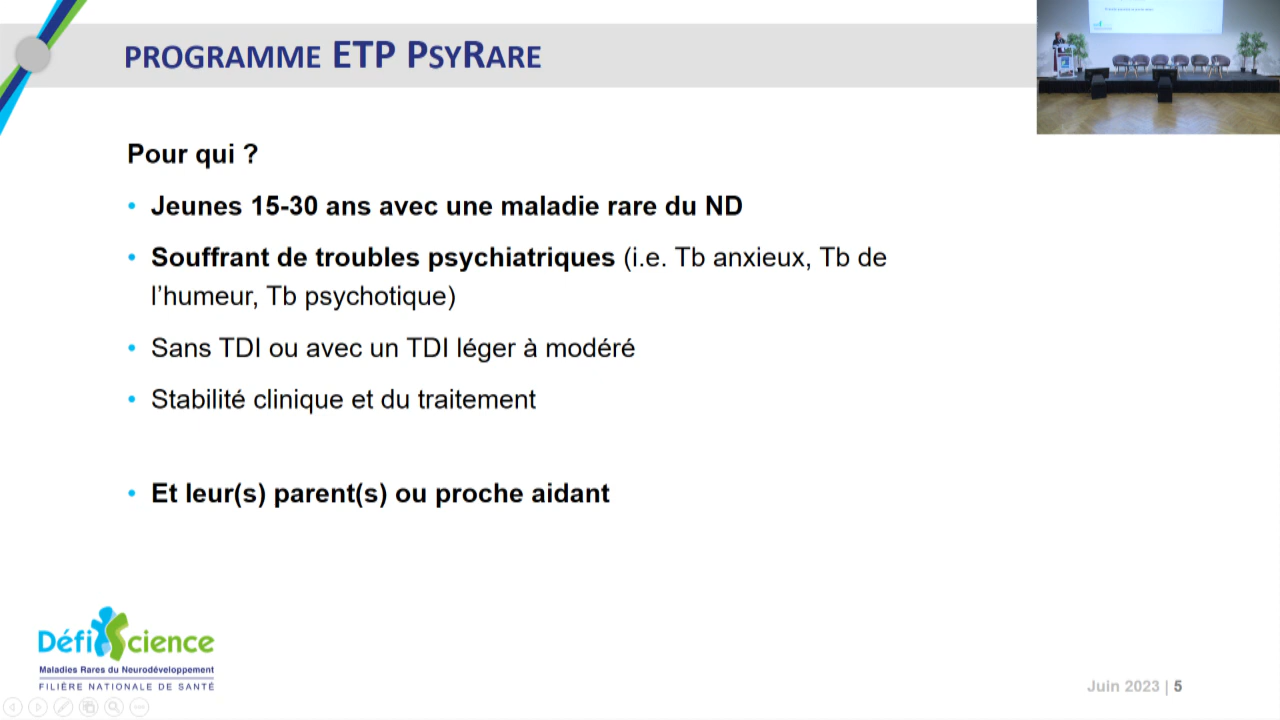 PROGRAMME ETP PSYRARE
Pour qui ?
• Jeunes 15-30 ans avec une maladie rare du ND
• Souffrant de troubles psychiatriques (i.e. Tb anxieux, Tb de
l’humeur, Tb psychotique)
• Sans TDI ou avec un TDI léger à modéré
• Stabilité clinique et du traitement
• Et leur(s) parent(s) ou proche aidant
DéfiScience
Maladies Rares du Neurodéveloppement
FILIÈRE NATIONALE DE SANTÉ
Juin 2023 | 5